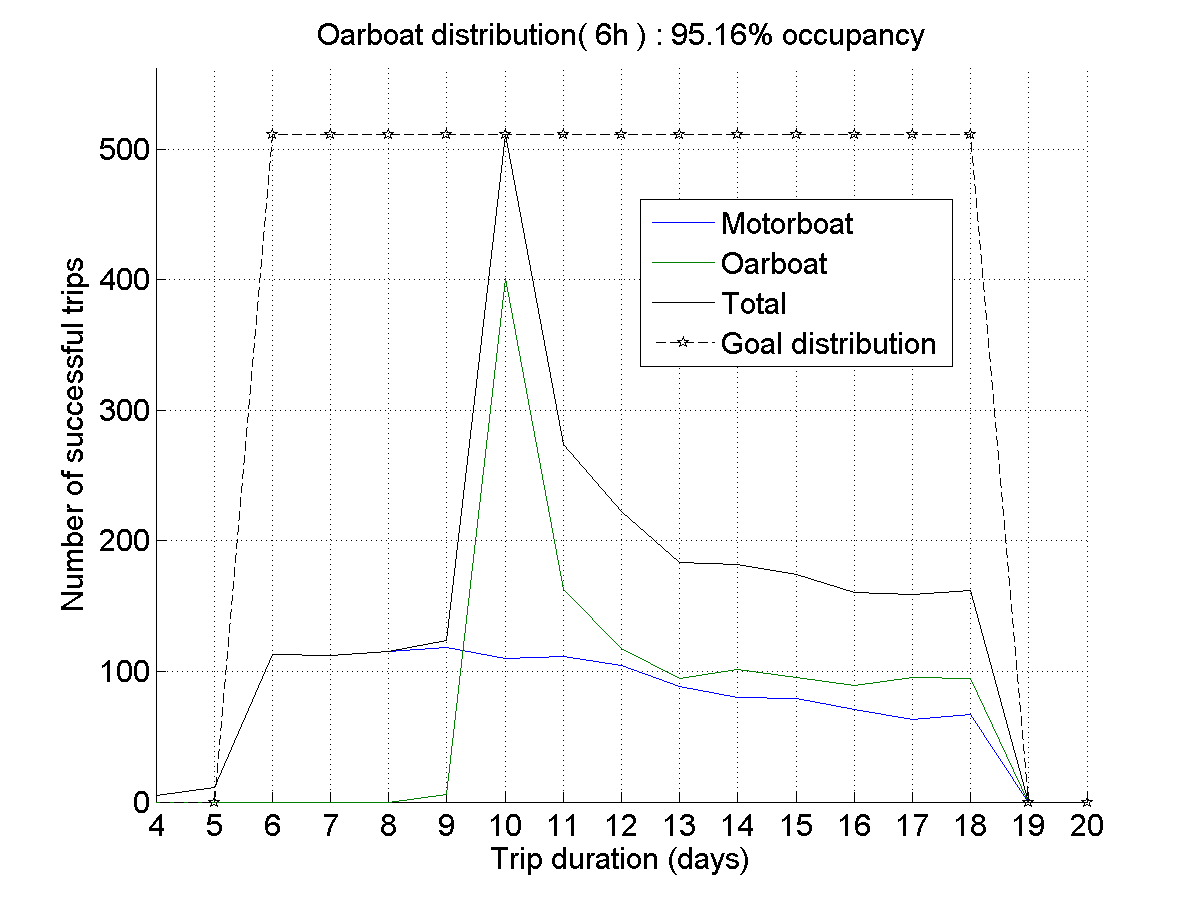 Oarboat distribution( 6h ) : 95.16% occupancy
Number of successful trips
500
400
300
200
100
0
Motorboat
Oarboat
Total
Goal distribution
4 5 6 7 8 9 10 11 12 13 14 15 16 17 18 19 20
Trip duration (days)